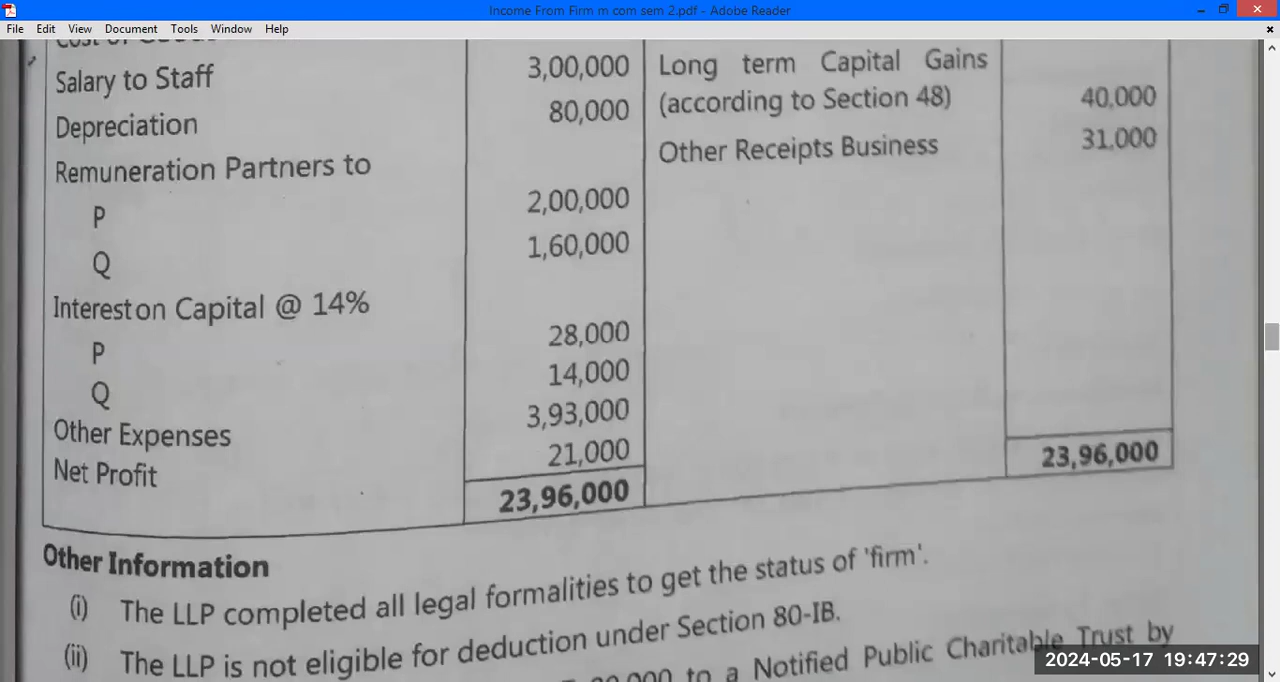 Income From Firm m com sem 2.pdf - Adobe Reader
File Edit View Document Tools Window Help
Salary to Staff 3,00,000 Long term Capital Gains
Depreciation 80,000 (according to Section 48) 40,000
Remuneration Partners to Other Receipts Business 31,000
P 2,00,000
Q 1,60,000
Interest on Capital @ 14%
P 28,000
Q 14,000
Other Expenses 3,93,000
Net Profit 21,000
23,96,000 23,96,000
Other Information
(i) The LLP completed all legal formalities to get the status of 'firm'.
(ii) The LLP is not eligible for deduction under Section 80-IB.
to a Notified Public Charitable Trust by
2024-05-17 19:47:29